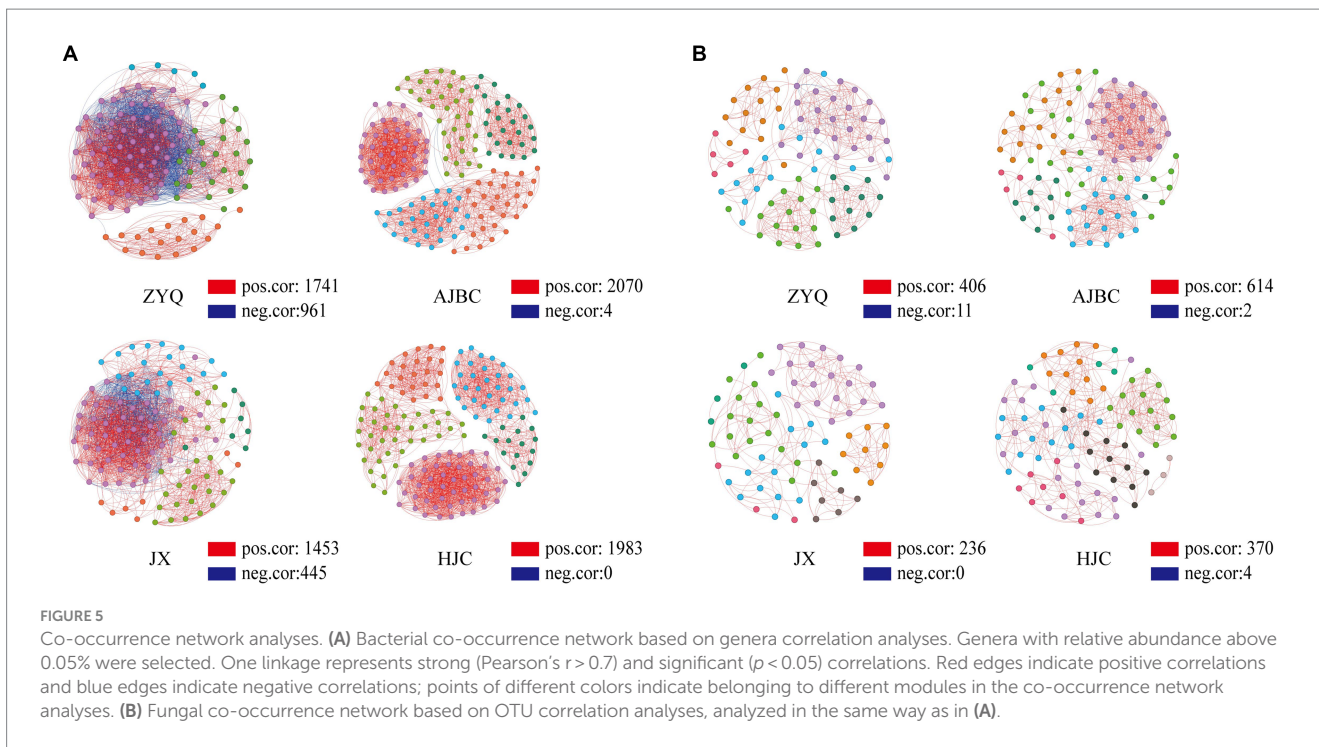 A
B
ZYQ
pos.cor: 1741
neg.cor:961
AJBC
pos.cor: 2070
neg.cor:4
ZYQ
pos.cor: 406
neg.cor:11
AJBC
pos.cor: 614
neg.cor:2
JX
pos.cor: 1453
neg.cor:445
HJC
pos.cor: 1983
neg.cor:0
JX
pos.cor: 236
neg.cor:0
HJC
pos.cor: 370
neg.cor:4
FIGURE 5
Co-occurrence network analyses. (A) Bacterial co-occurrence network based on genera correlation analyses. Genera with relative abundance above
0.05% were selected. One linkage represents strong (Pearson's r > 0.7) and significant (p < 0.05) correlations. Red edges indicate positive correlations
and blue edges indicate negative correlations; points of different colors indicate belonging to different modules in the co-occurrence network
analyses. (B) Fungal co-occurrence network based on OTU correlation analyses, analyzed in the same way as in (A).